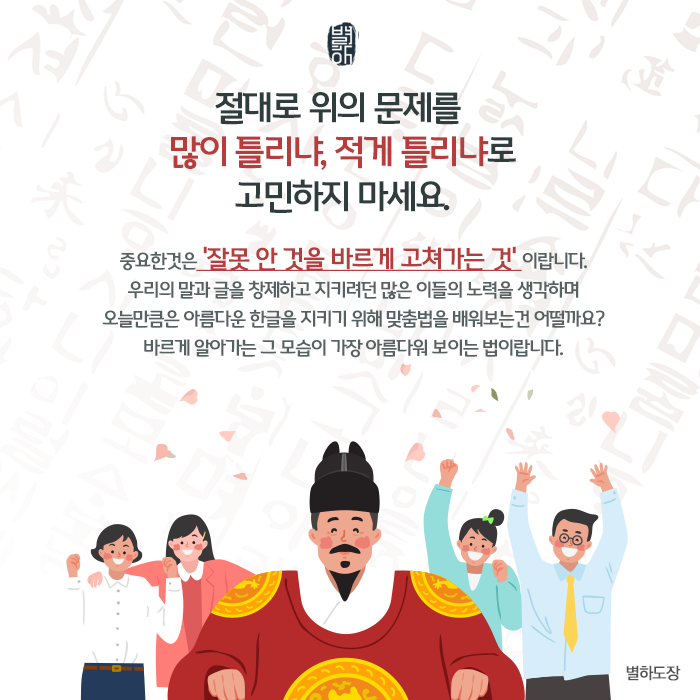 별하
절대로 위의 문제를
많이 틀리냐, 적게 틀리냐로
고민하지 마세요.
중요한것은 '잘못 안 것을 바르게 고쳐가는 것' 이랍니다.
우리의 말과 글을 창제하고 지키려던 많은 이들의 노력을 생각하며
오늘만큼은 아름다운 한글을 지키기 위해 맞춤법을 배워보는건 어떨까요?
바르게 알아가는 그 모습이 가장 아름다워 보이는 법이랍니다.
별하도장